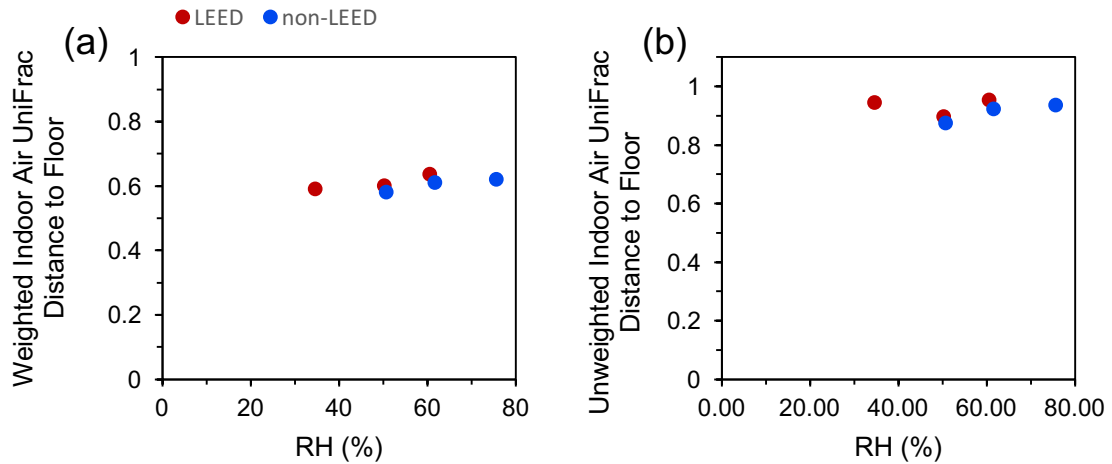 LEED non-LEED
(a)
Weighted Indoor Air UniFrac
Distance to Floor
1
0.8
0.6
0.4
0.2
0
0 20 40 60 80
RH (%)
(b)
Unweighted Indoor Air UniFrac
Distance to Floor
1
0.8
0.6
0.4
0.2
0
0.00 20.00 40.00 60.00 80.00
RH (%)